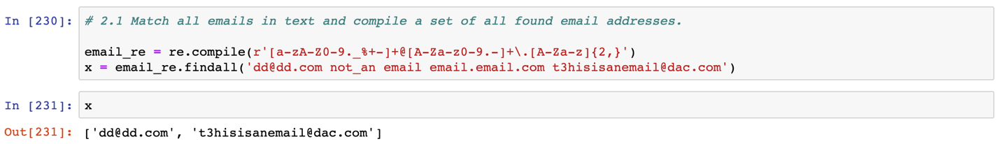 In [230]: # 2.1 Match all emails in text and compile a set of all found email addresses.
email_re = re.compile(r'[a-zA-Z0-9._%+-]+@[A-Za-z0-9.-]+\.[A-Za-z]{2,}')
x = email_re.findall('dd@dd.com not_an email email.email.com t3hisisanemail@dac.com')
In [231]: x
Out[231]: ['dd@dd.com', 't3hisisanemail@dac.com']